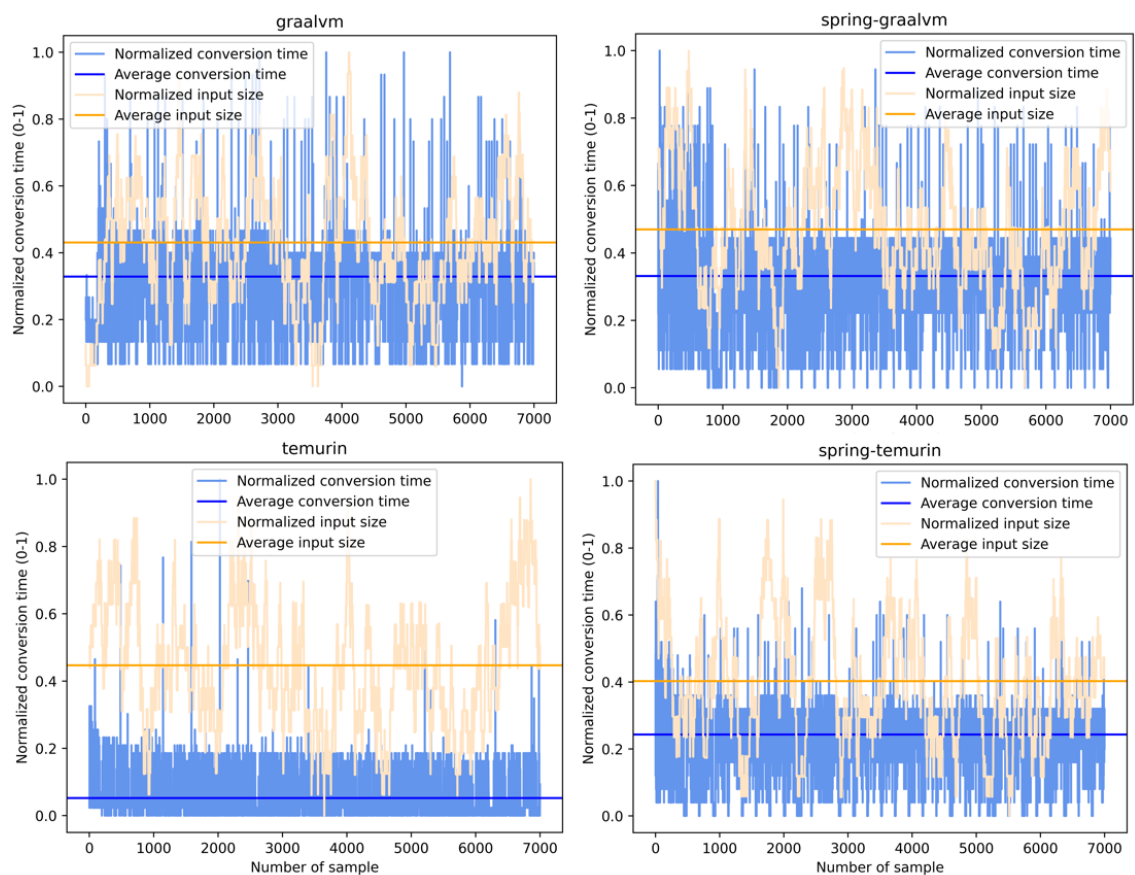 graalvm
Normalized conversion time (0-1)
1.0
0.8
0.6
0.4
0.2
0.0
Normalized conversion time
Average conversion time
Normalized input size
Average input size
0 1000 2000 3000 4000 5000 6000 7000
spring-graalvm
Normalized conversion time (0-1)
1.0
0.8
0.6
0.4
0.2
0.0
Normalized conversion time
Average conversion time
Normalized input size
Average input size
0 1000 2000 3000 4000 5000 6000 7000
temurin
Normalized conversion time (0-1)
1.0
0.8
0.6
0.4
0.2
0.0
Normalized conversion time
Average conversion time
Normalized input size
Average input size
0 1000 2000 3000 4000 5000 6000 7000
Number of sample
spring-temurin
Normalized conversion time (0-1)
1.0
0.8
0.6
0.4
0.2
0.0
Normalized conversion time
Average conversion time
Normalized input size
Average input size
0 1000 2000 3000 4000 5000 6000 7000
Number of sample